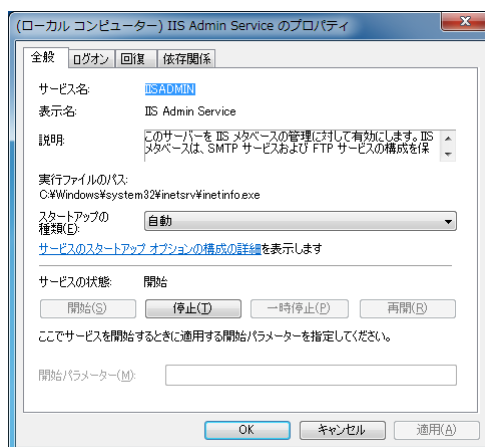 (ローカル コンピューター) IIS Admin Service のプロパティ
全般 ログオン 回復 依存関係
サービス名: IISADMIN
表示名: IIS Admin Service
説明: このサーバーを IIS メタベースの管理に対して有効にします。IIS
メタベースは、SMTP サービスおよび FTP サービスの構成を保
実行ファイルのパス:
C:¥Windows¥system32¥inetsrv¥inetinfo.exe
スタートアップの
種類(E): 自動
サービスのスタートアップ オプションの構成の詳細を表示します
サービスの状態: 開始
開始(S) 停止(T) 一時停止(P) 再開(R)
ここでサービスを開始するときに適用する開始パラメーターを指定してください。
開始パラメーター(M):
OK キャンセル 適用(A)